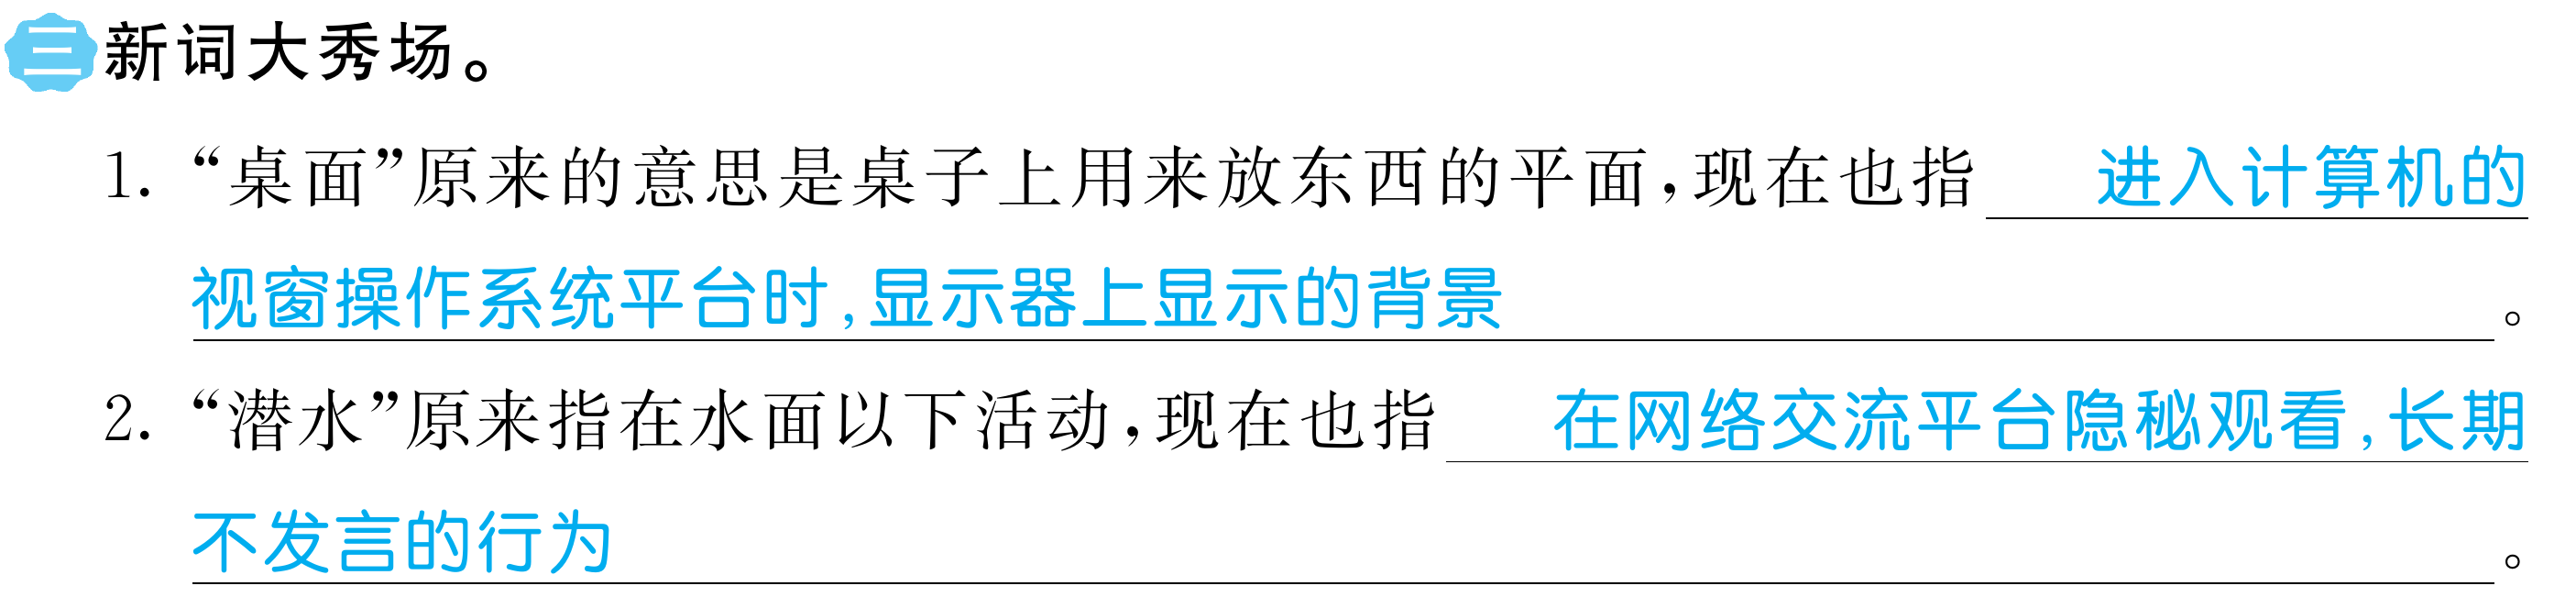 三 新词大秀场。
1. “桌面”原来的意思是桌子上用来放东西的平面,现在也指 进入计算机的
视窗操作系统平台时,显示器上显示的背景 。
2. “潜水”原来指在水面以下活动,现在也指 在网络交流平台隐秘观看,长期
不发言的行为 。